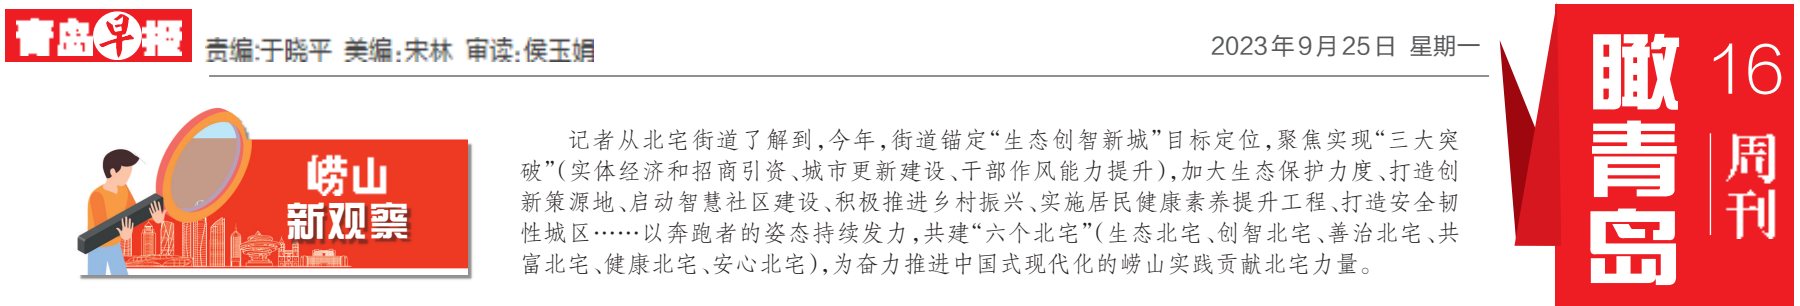 青岛早报
责编:于晓平 美编:宋林 审读:侯玉娟
2023年9月25日 星期一
崂山
新观察
记者从北宅街道了解到,今年,街道锚定“生态创智新城”目标定位,聚焦实现“三大突
破”(实体经济和招商引资、城市更新建设、干部作风能力提升),加大生态保护力度、打造创
新策源地、启动智慧社区建设、积极推进乡村振兴、实施居民健康素养提升工程、打造安全韧
性城区……以奔跑者的姿态持续发力,共建“六个北宅”(生态北宅、创智北宅、善治北宅、共
富北宅、健康北宅、安心北宅),为奋力推进中国式现代化的崂山实践贡献北宅力量。
瞰青岛
16
周刊